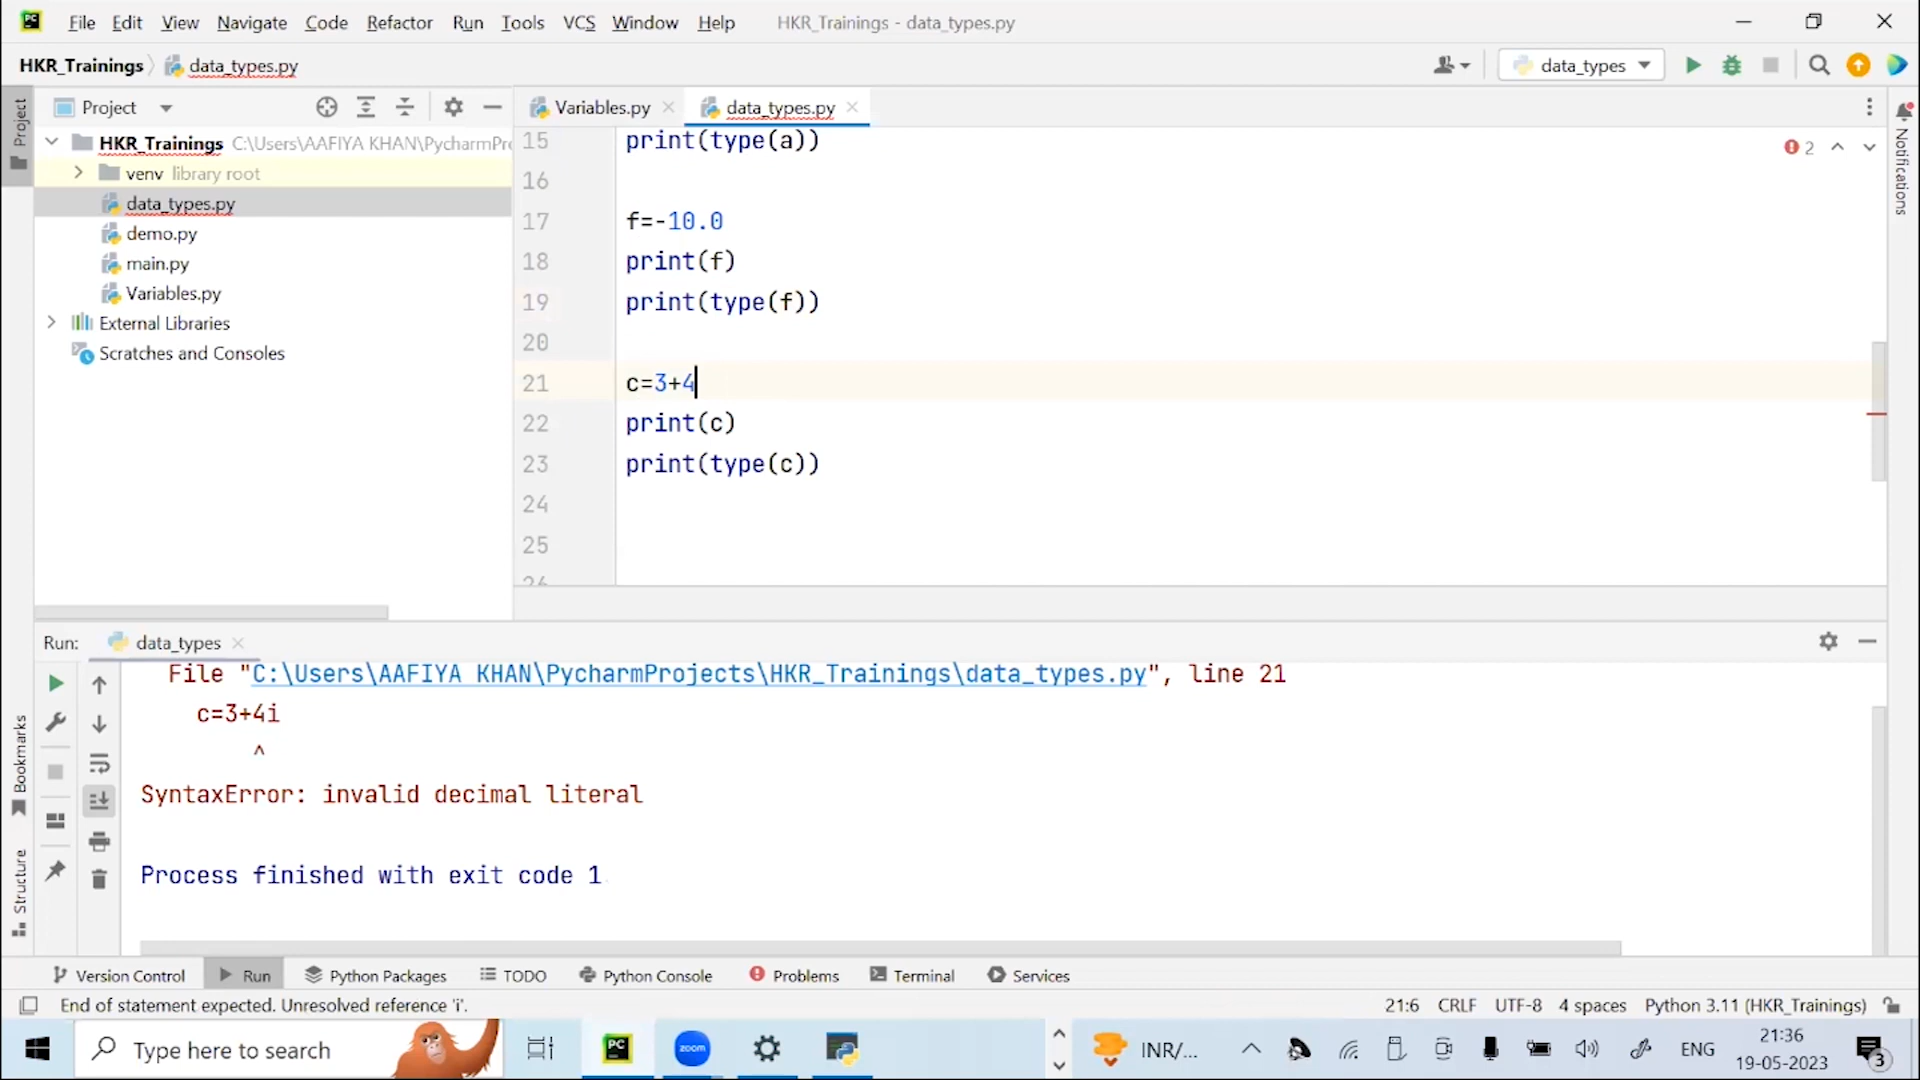 PC File Edit View Navigate Code Refactor Run Tools VCS Window Help HKR_Trainings - data_types.py
HKR_Trainings data_types.py data_types
Project
Project
Variables.py data_types.py
Notifications
HKR_Trainings C:\Users\AAFIYA KHAN\PycharmPr
venv library root
data_types.py
demo.py
main.py
Variables.py
External Libraries
Scratches and Consoles
2
15 print(type(a))
16
17 f=-10.0
18 print(f)
19 print(type(f))
20
21 c=3+4
22 print(c)
23 print(type(c))
24
25
26
Run: data_types
File "C:\Users\AAFIYA KHAN\PycharmProjects\HKR_Trainings\data_types.py", line 21
c=3+4i
^
SyntaxError: invalid decimal literal
Process finished with exit code 1
Bookmarks
Structure
Version Control Run Python Packages TODO Python Console Problems Terminal Services
End of statement expected. Unresolved reference 'i'. 21:6 CRLF UTF-8 4 spaces Python 3.11 (HKR_Trainings)
Type here to search PC zoom INR/... ENG 21:36
19-05-2023 3